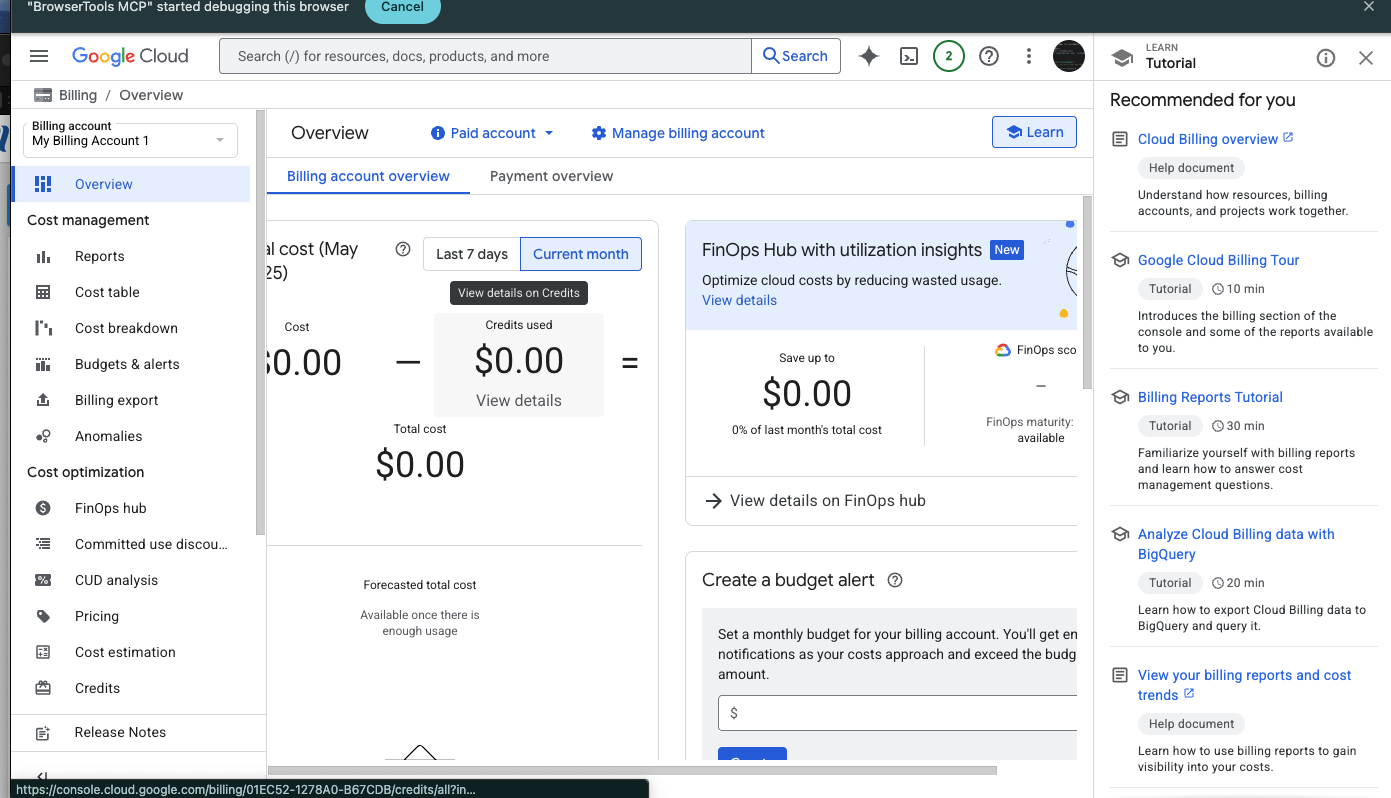 "BrowserTools MCP" started debugging this browser
Cancel
Google Cloud
Search (/) for resources, docs, products, and more
Search
2
LEARN
Tutorial
Billing / Overview
Billing account
My Billing Account 1
Overview
Cost management
Reports
Cost table
Cost breakdown
Budgets & alerts
Billing export
Anomalies
Cost optimization
FinOps hub
Committed use discou...
CUD analysis
Pricing
Cost estimation
Credits
Release Notes
Overview
Paid account
Manage billing account
Learn
Billing account overview
Payment overview
al cost (May
25)
Last 7 days
Current month
View details on Credits
Cost
$0.00
—
Credits used
$0.00
View details
=
Total cost
$0.00
Forecasted total cost
Available once there is
enough usage
FinOps Hub with utilization insights
New
Optimize cloud costs by reducing wasted usage.
View details
Save up to
$0.00
0% of last month's total cost
FinOps sco
–
FinOps maturity:
available
View details on FinOps hub
Create a budget alert
Set a monthly budget for your billing account. You'll get en
notifications as your costs approach and exceed the budg
amount.
$
Recommended for you
Cloud Billing overview
Help document
Understand how resources, billing
accounts, and projects work together.
Google Cloud Billing Tour
Tutorial
10 min
Introduces the billing section of the
console and some of the reports available
to you.
Billing Reports Tutorial
Tutorial
30 min
Familiarize yourself with billing reports
and learn how to answer cost
management questions.
Analyze Cloud Billing data with
BigQuery
Tutorial
20 min
Learn how to export Cloud Billing data to
BigQuery and query it.
View your billing reports and cost
trends
Help document
Learn how to use billing reports to gain
visibility into your costs.
https://console.cloud.google.com/billing/01EC52-1278A0-B67CDB/credits/all?in...